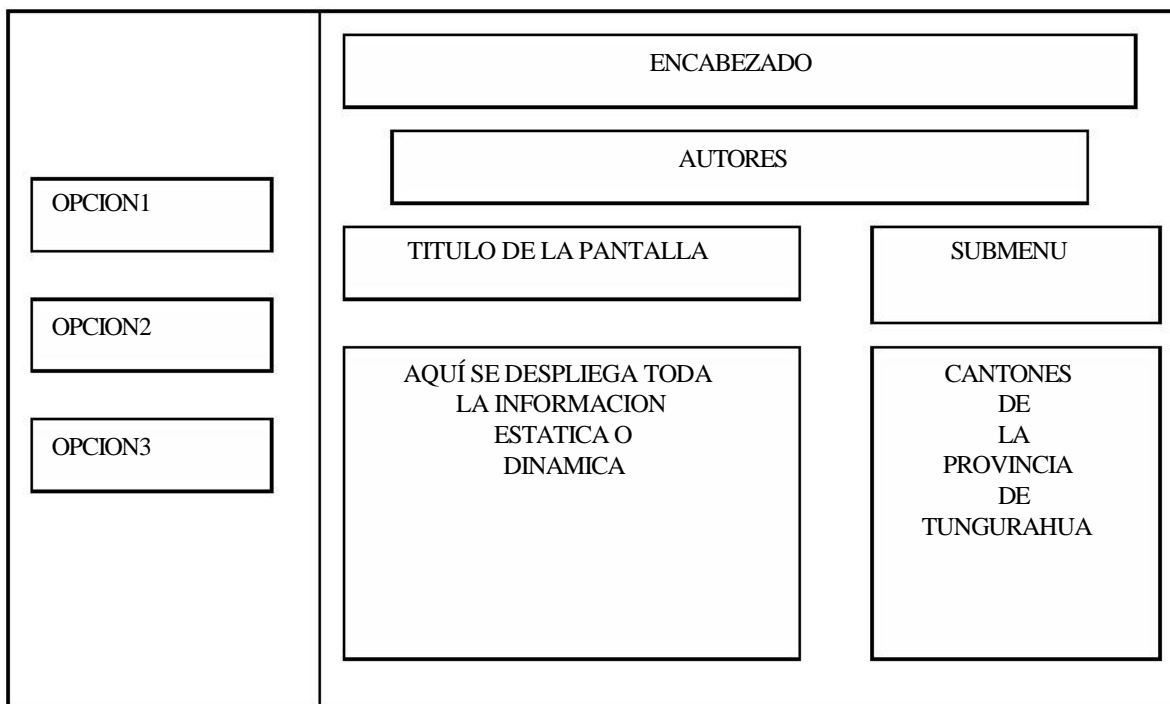 ENCABEZADO
AUTORES
OPCION1
OPCION2
OPCION3
TITULO DE LA PANTALLA
SUBMENU
AQUÍ SE DESPLIEGA TODA
LA INFORMACION
ESTATICA O
DINAMICA
CANTONES
DE
LA
PROVINCIA
DE
TUNGURAHUA